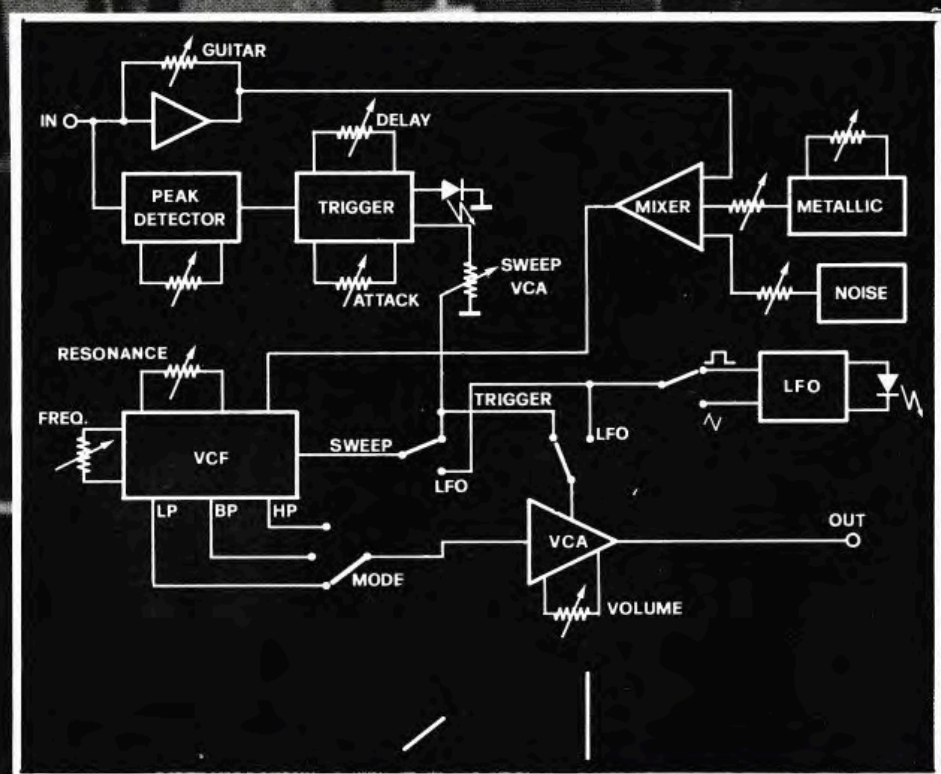 GUITAR
IN
DELAY
PEAK
DETECTOR
TRIGGER
MIXER
METALLIC
SWEEP
VCA
ATTACK
NOISE
RESONANCE
LFO
FREQ.
TRIGGER
VCF
SWEEP
LFO
LFO
LP BP HP
VCA
OUT
MODE
VOLUME